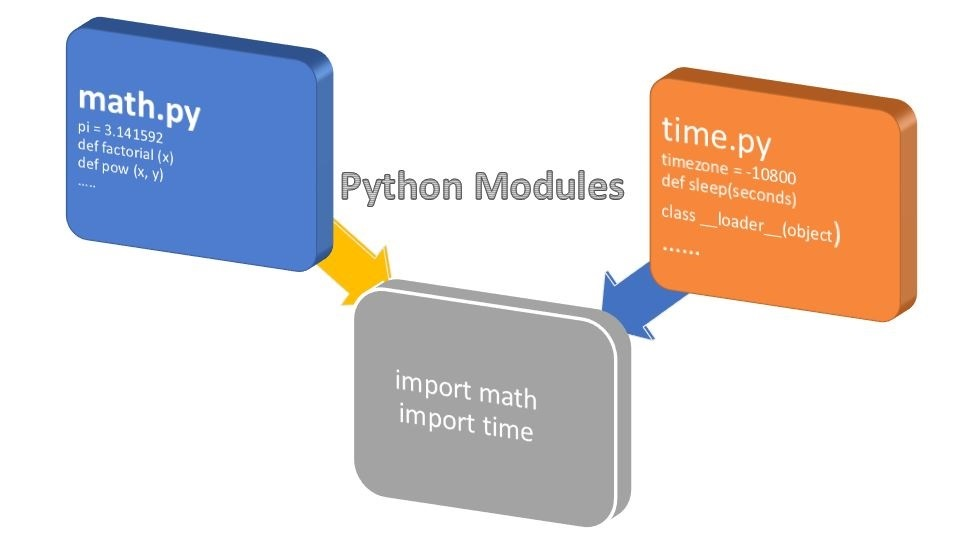 math.py
pi = 3.141592
def factorial (x)
def pow (x, y)
.....
Python Modules
time.py
timezone = -10800
def sleep(seconds)
class __loader__(object)
......
import math
import time